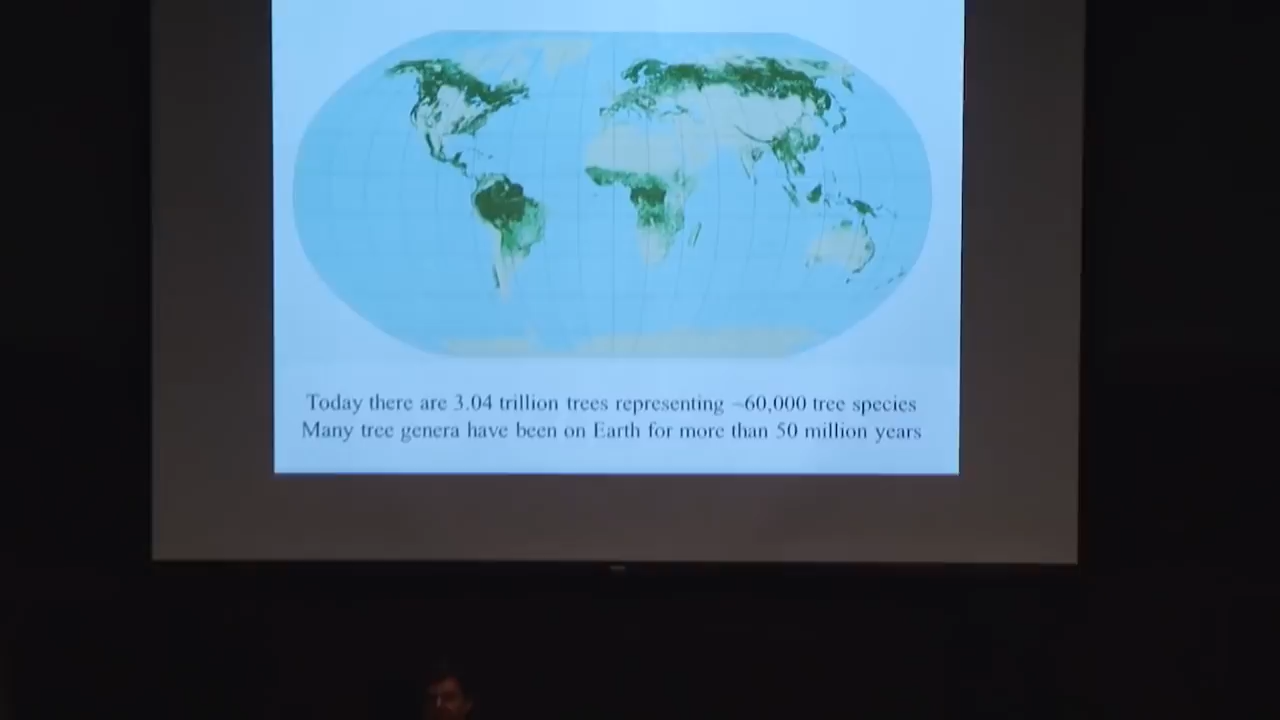 Today there are 3.04 trillion trees representing ~60,000 tree species
Many tree genera have been on Earth for more than 50 million years